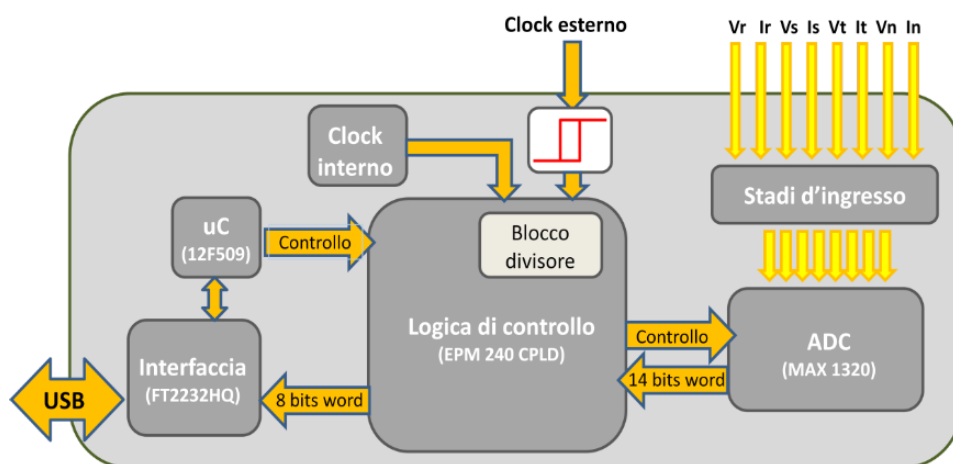 Clock esterno
Vr Ir Vs Is Vt It Vn In
Clock
interno
Stadi d'ingresso
uC
(12F509)
Controllo
Blocco
divisore
Logica di controllo
(EPM 240 CPLD)
Controllo
14 bits word
ADC
(MAX 1320)
Interfaccia
(FT2232HQ)
USB
8 bits word